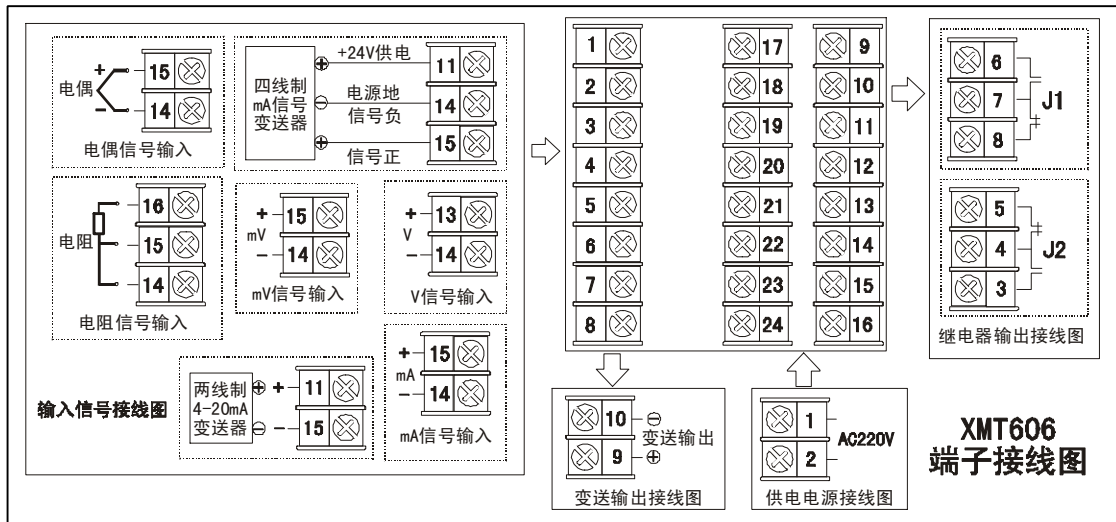 +
电偶
-
15
14
电偶信号输入
四线制
mA信号
变送器
+24V供电
电源地
信号负
信号正
11
14
15
电阻
16
15
14
电阻信号输入
+
mV
-
15
14
mV信号输入
+
V
-
13
14
V信号输入
输入信号接线图
两线制
4-20mA
变送器
+
-
11
15
+
mA
-
15
14
mA信号输入
1
2
3
4
5
6
7
8
17
18
19
20
21
22
23
24
9
10
11
12
13
14
15
16
6
7
8
J1
5
4
3
J2
继电器输出接线图
10
9
变送输出
变送输出接线图
1
2
AC220V
供电电源接线图
XMT606
端子接线图